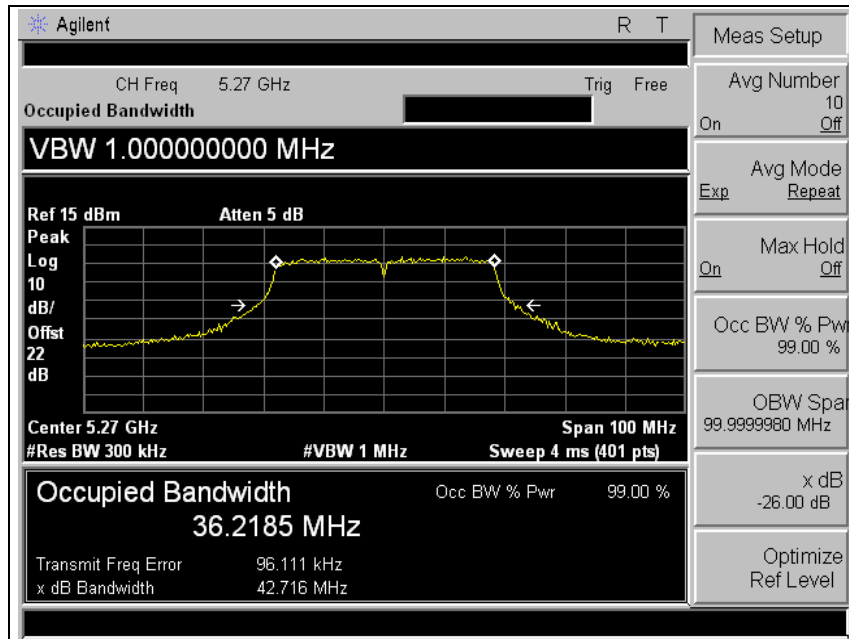 Agilent R T
CH Freq 5.27 GHz Trig Free
Occupied Bandwidth
VBW 1.000000000 MHz
Ref 15 dBm Atten 5 dB
Peak
Log
10
dB/
Offst
22
dB
Center 5.27 GHz Span 100 MHz
#Res BW 300 kHz #VBW 1 MHz Sweep 4 ms (401 pts)
Occupied Bandwidth Occ BW % Pwr 99.00 %
36.2185 MHz
Transmit Freq Error 96.111 kHz
x dB Bandwidth 42.716 MHz
Meas Setup
Avg Number
10
On Off
Avg Mode
Exp Repeat
Max Hold
On Off
Occ BW % Pwr
99.00 %
OBW Spa
99.9999980 MHz
x dB
-26.00 dB
Optimize
Ref Level